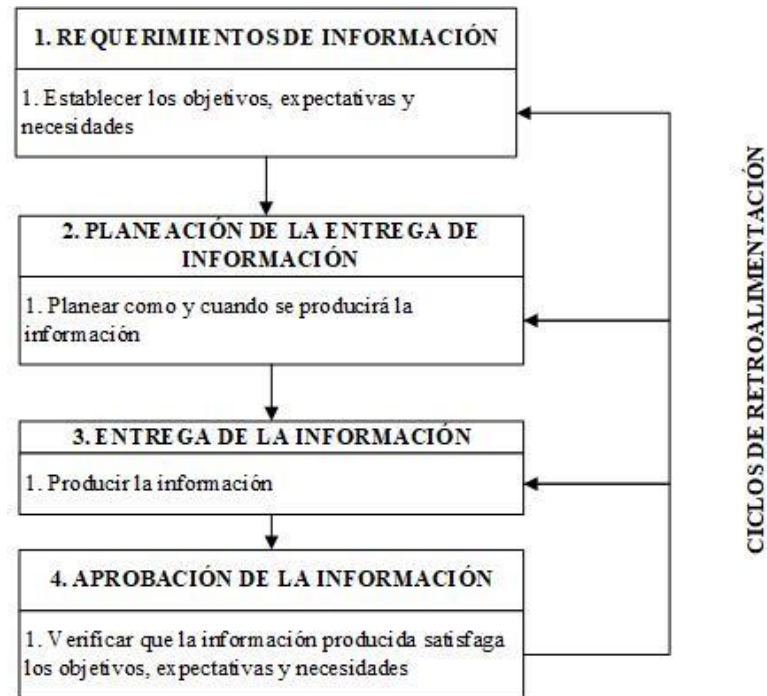 1. REQUERIMIENTOS DE INFORMACIÓN
1. Establecer los objetivos, expectativas y
necesidades
2. PLANEACIÓN DE LA ENTREGA DE
INFORMACIÓN
1. Planear como y cuando se producirá la
información
3. ENTREGA DE LA INFORMACIÓN
1. Producir la información
4. APROBACIÓN DE LA INFORMACIÓN
1. Verificar que la información producida satisfaga
los objetivos, expectativas y necesidades
CICLOS DE RETROALIMENTACIÓN